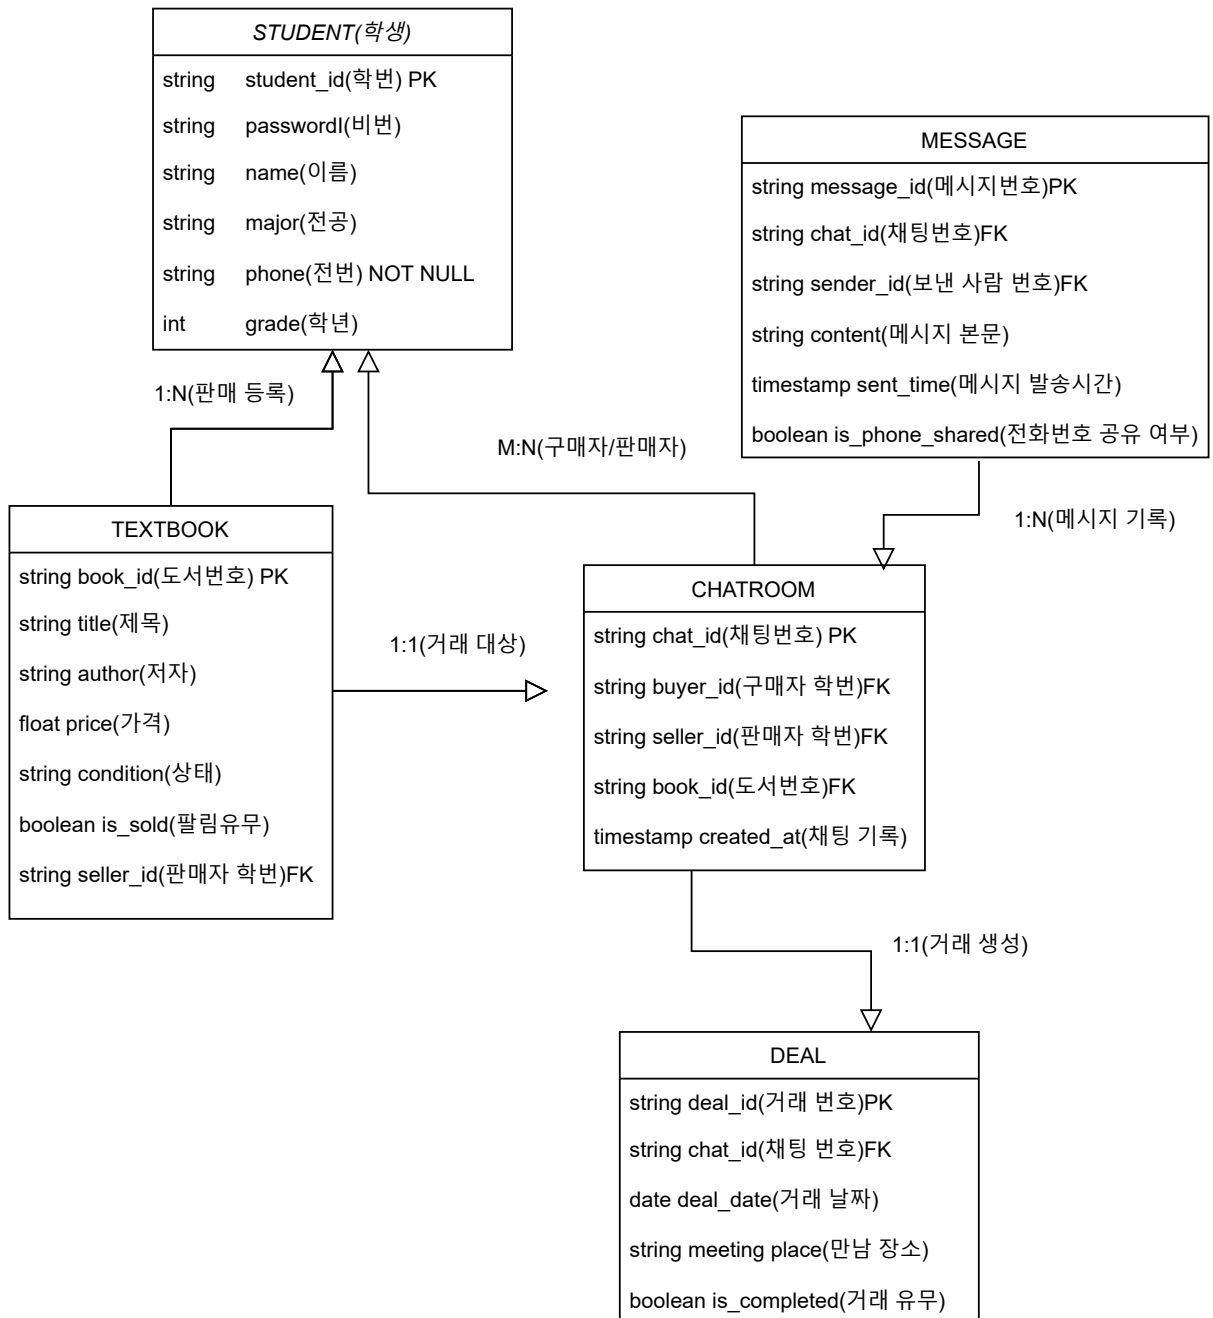 STUDENT(학생)
string student_id(학번) PK
string passwordI(비번)
string name(이름)
string major(전공)
string phone(전번) NOT NULL
int grade(학년)
MESSAGE
string message_id(메시지번호)PK
string chat_id(채팅번호)FK
string sender_id(보낸 사람 번호)FK
string content(메시지 본문)
timestamp sent_time(메시지 발송시간)
boolean is_phone_shared(전화번호 공유 여부)
1:N(판매 등록)
M:N(구매자/판매자)
1:N(메시지 기록)
TEXTBOOK
string book_id(도서번호) PK
string title(제목)
string author(저자)
float price(가격)
string condition(상태)
boolean is_sold(팔림유무)
string seller_id(판매자 학번)FK
1:1(거래 대상)
CHATROOM
string chat_id(채팅번호) PK
string buyer_id(구매자 학번)FK
string seller_id(판매자 학번)FK
string book_id(도서번호)FK
timestamp created_at(채팅 기록)
1:1(거래 생성)
DEAL
string deal_id(거래 번호)PK
string chat_id(채팅 번호)FK
date deal_date(거래 날짜)
string meeting place(만남 장소)
boolean is_completed(거래 유무)